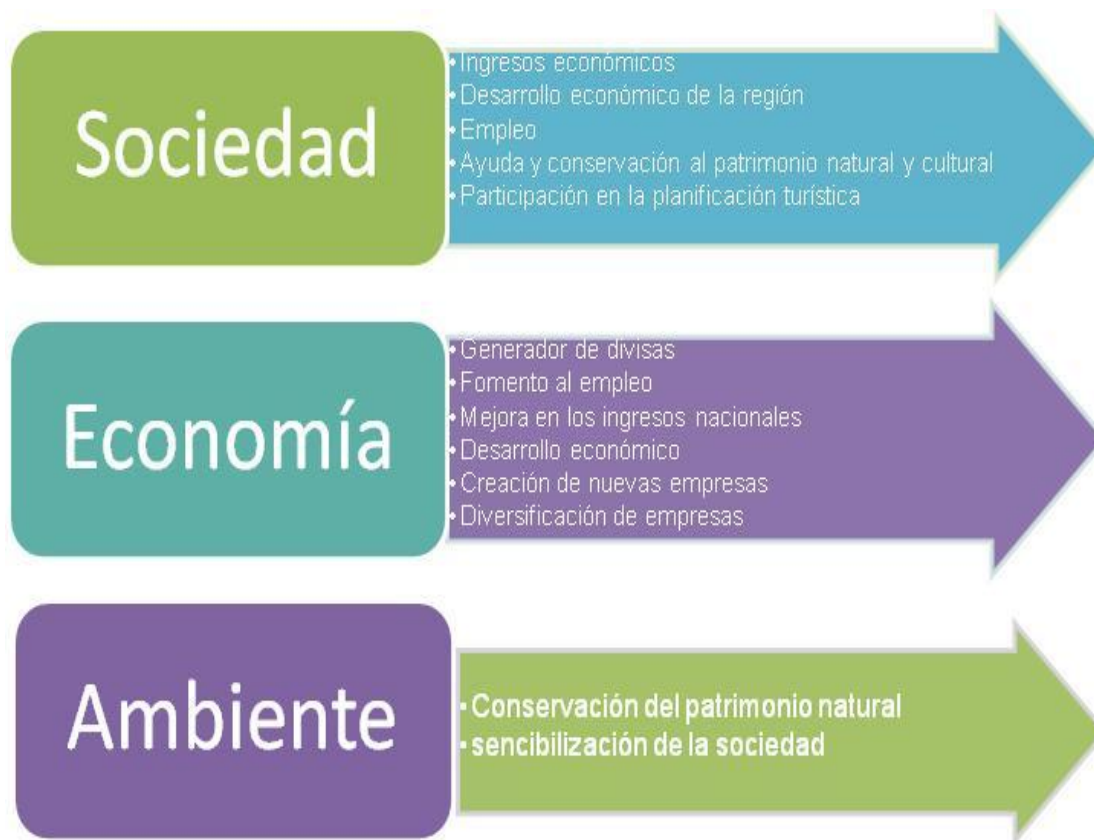 Sociedad
• Ingresos económicos
• Desarrollo económico de la región
• Empleo
• Ayuda y conservación al patrimonio natural y cultural
• Participación en la planificación turística
Economía
• Generador de divisas
• Fomento al empleo
• Mejora en los ingresos nacionales
• Desarrollo económico
• Creación de nuevas empresas
• Diversificación de empresas
Ambiente
• Conservación del patrimonio natural
• sencibilización de la sociedad